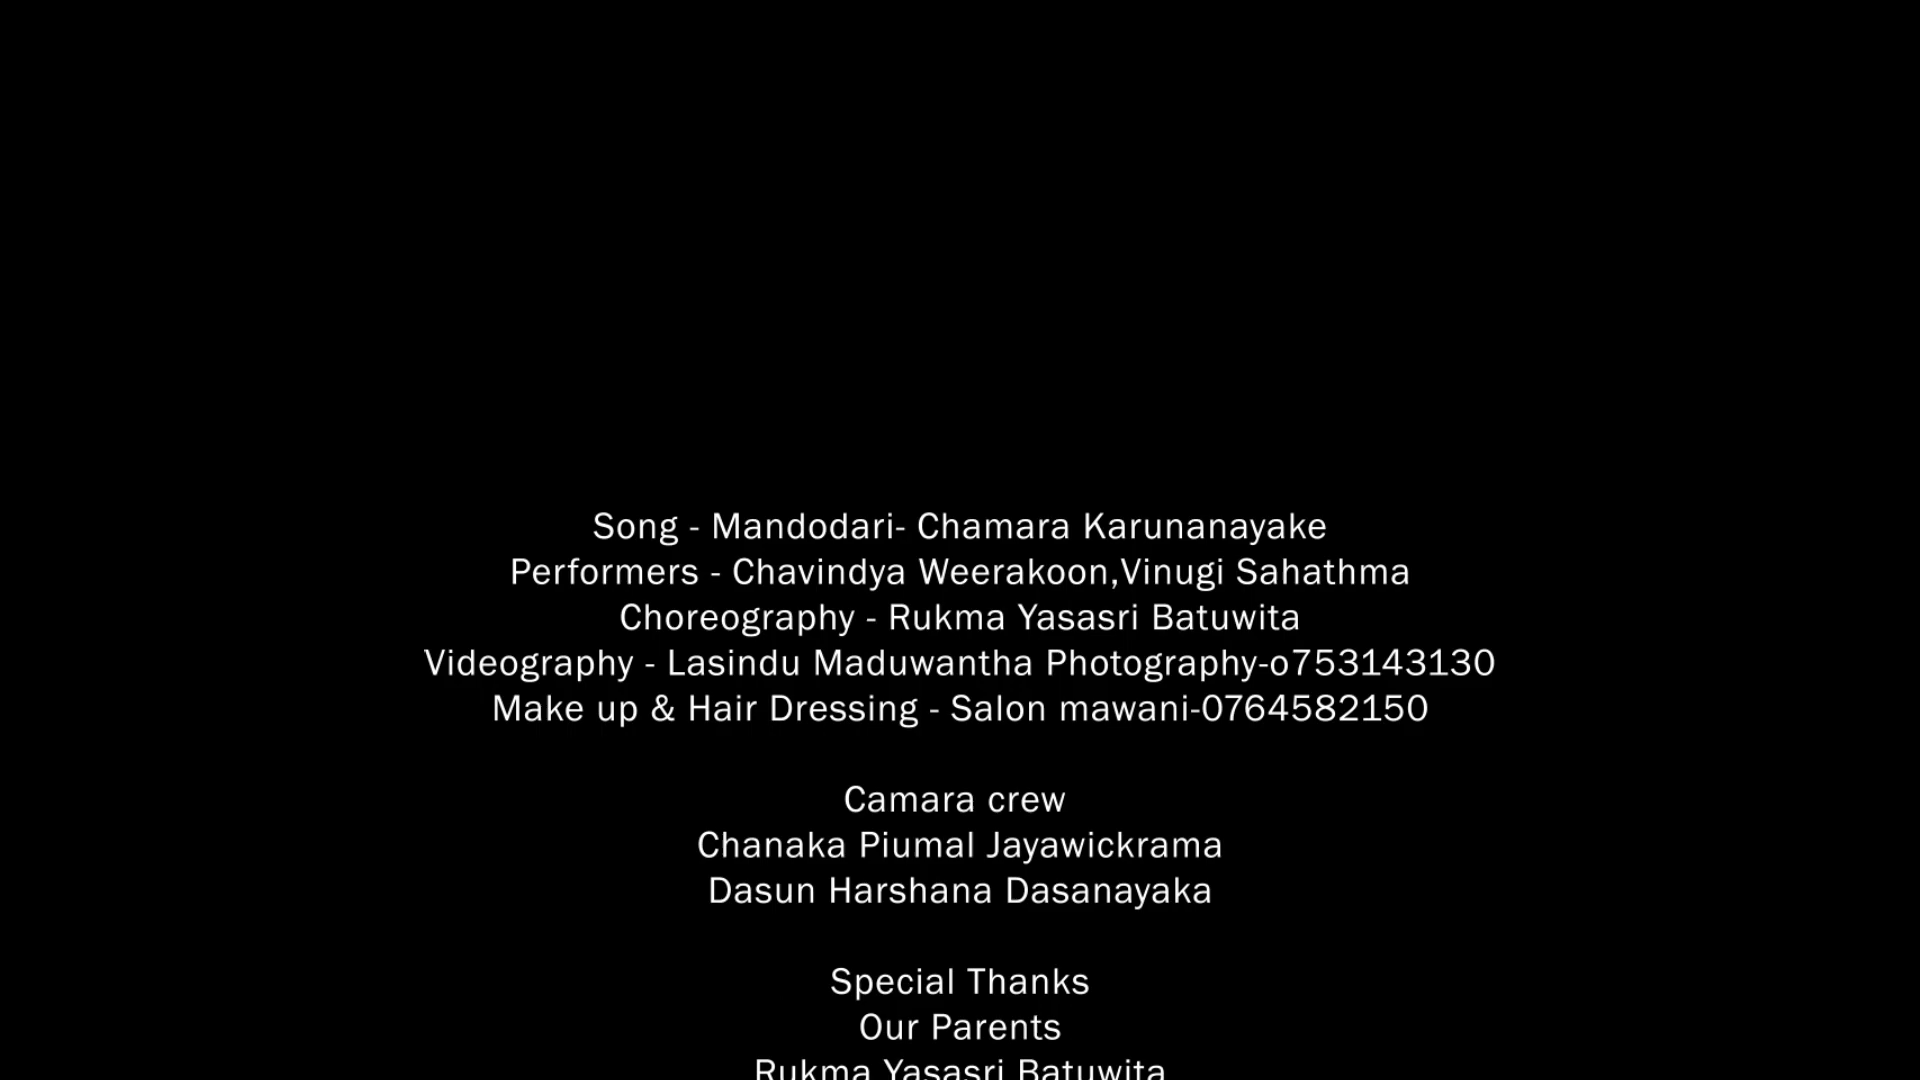 Song - Mandodari- Chamara Karunanayake
Performers - Chavindya Weerakoon,Vinugi Sahathma
Choreography - Rukma Yasasri Batuwita
Videography - Lasindu Maduwantha Photography-o753143130
Make up & Hair Dressing - Salon mawani-0764582150
Camara crew
Chanaka Piumal Jayawickrama
Dasun Harshana Dasanayaka
Special Thanks
Our Parents
Rukma Yasasri Batuwita